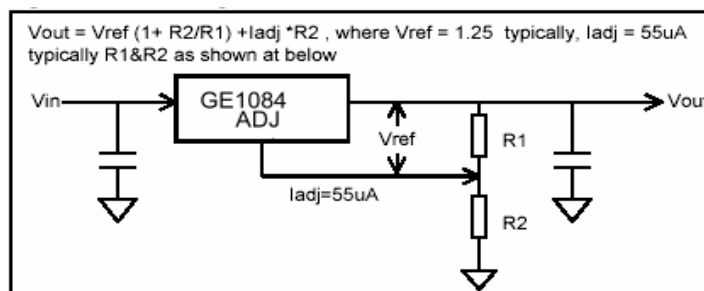 Vout = Vref (1+ R2/R1) +Iadj *R2 , where Vref = 1.25 typically, Iadj = 55uA
typically R1&R2 as shown at below
Vin
GE1084
ADJ
Vout
Vref
R1
Iadj=55uA
R2